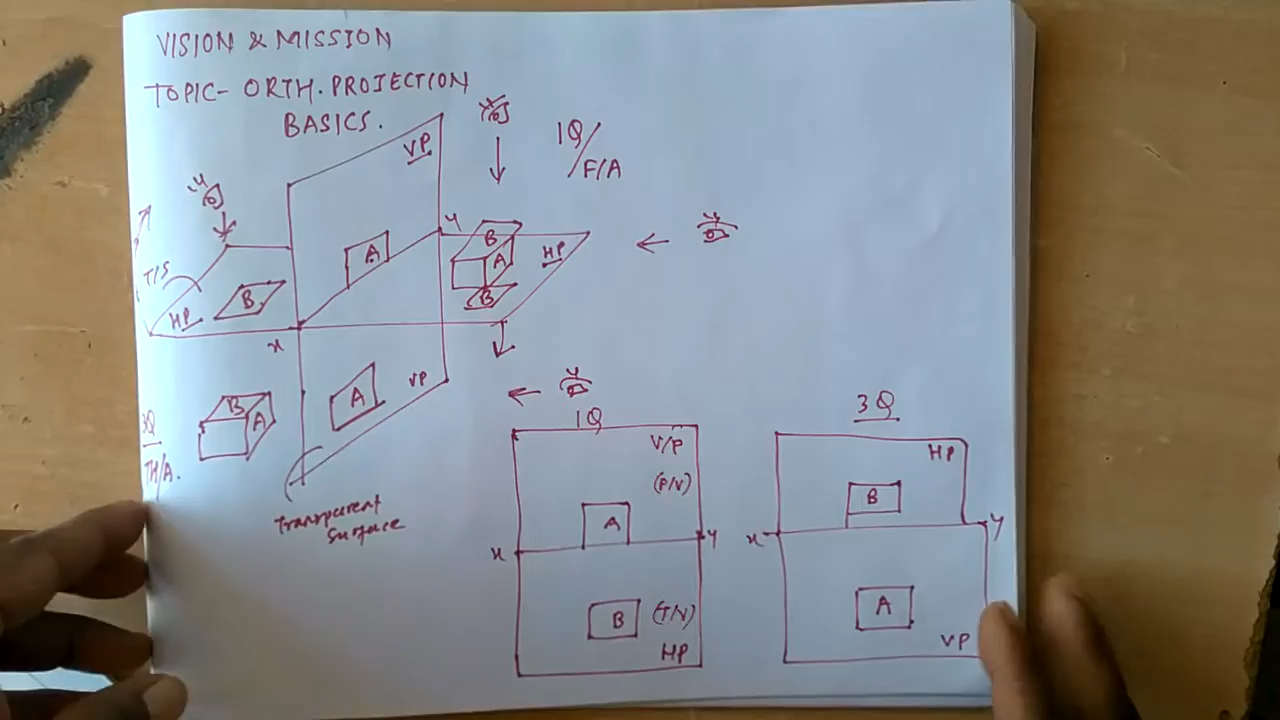 VISION & MISSION
TOPIC- ORTH. PROJECTION
BASICS.
VP
1Q/
F/A
y
B
A
HP
B
A
T/S
B
HP
x
VP
A
B
A
3Q
TH/A.
Transparent
Surface
1Q
V/P
(F/V)
A
x
y
B
(T/V)
HP
3Q
HP
B
x
y
A
VP